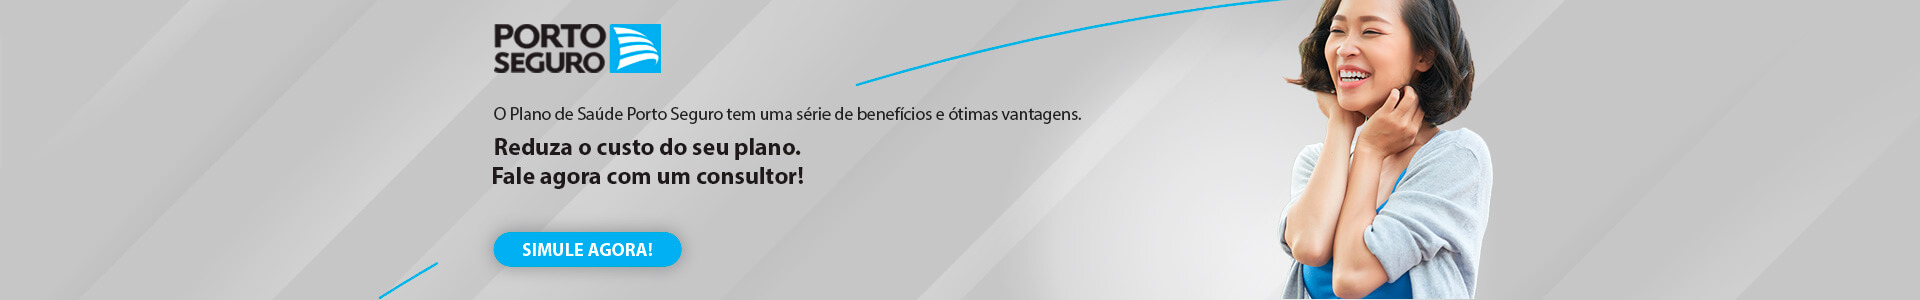 PORTO
SEGURO
O Plano de Saúde Porto Seguro tem uma série de benefícios e ótimas vantagens.
Reduza o custo do seu plano.
Fale agora com um consultor!
SIMULE AGORA!